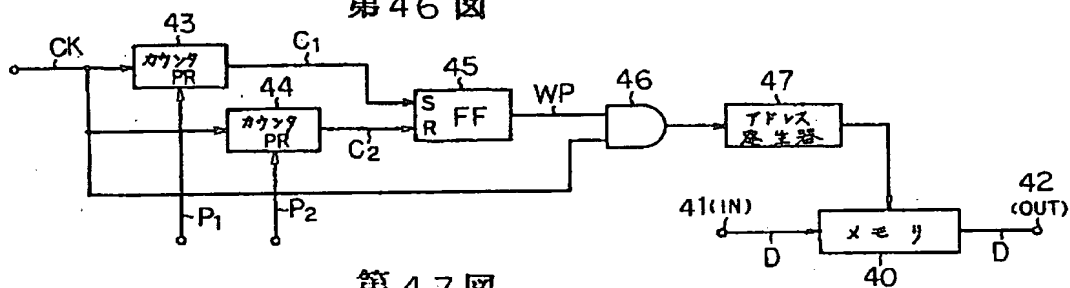 第46図
43
CK
カウンタ
PR
C1
44
カウンタ
PR
C2
45
S
R
FF
WP
46
47
アドレス
発生器
P1
P2
41(IN)
D
メモリ
40
42
(OUT)
D
第47図